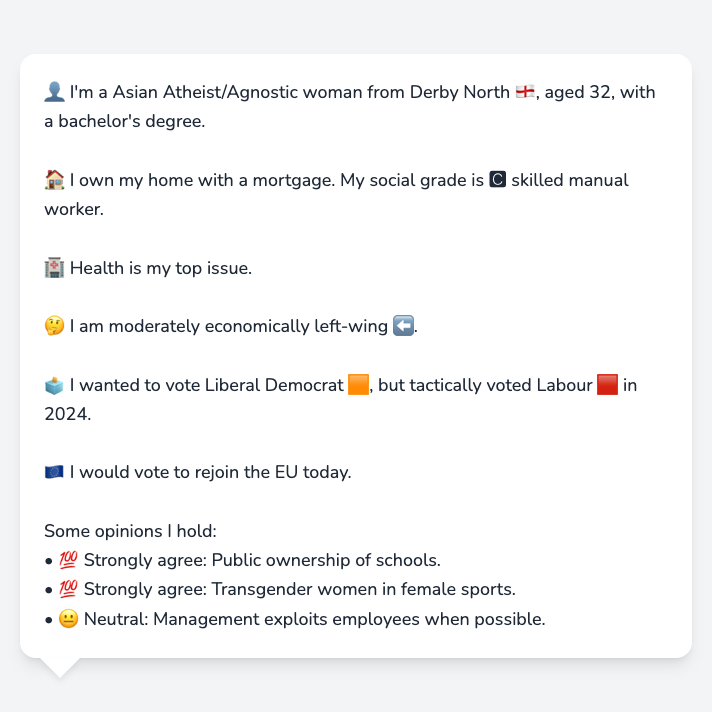 👤 I'm a Asian Atheist/Agnostic woman from Derby North 🏴󠁧󠁢󠁥󠁮󠁧󠁿, aged 32, with
a bachelor's degree.
🏠 I own my home with a mortgage. My social grade is 🅲 skilled manual
worker.
🏥 Health is my top issue.
🤔 I am moderately economically left-wing ⬅️.
🗳️ I wanted to vote Liberal Democrat 🟧, but tactically voted Labour 🟥 in
2024.
🇪🇺 I would vote to rejoin the EU today.
Some opinions I hold:
• 💯 Strongly agree: Public ownership of schools.
• 💯 Strongly agree: Transgender women in female sports.
• 😐 Neutral: Management exploits employees when possible.